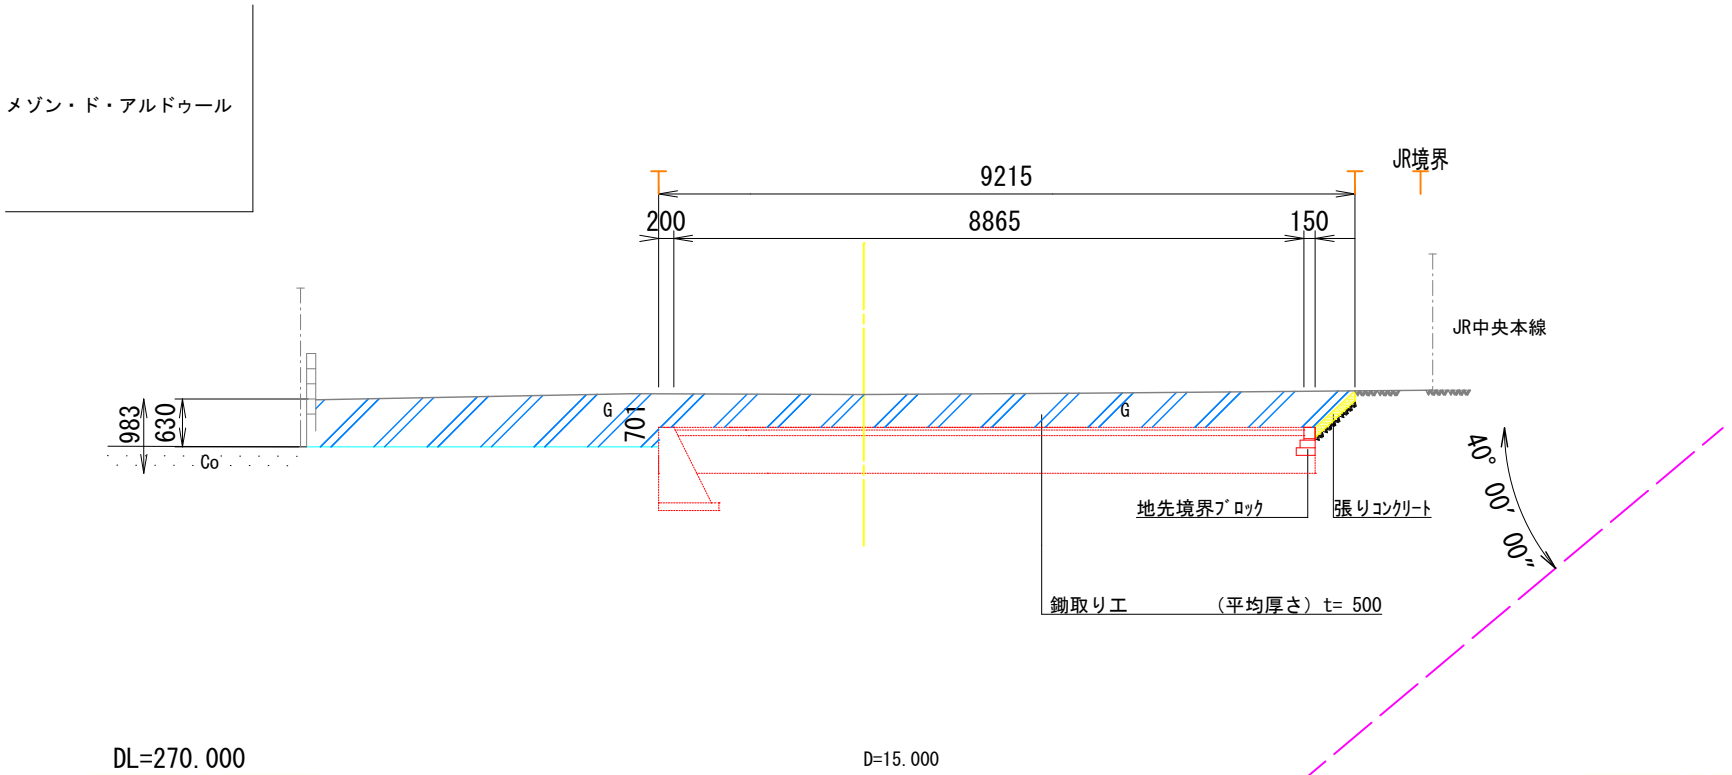 メゾン・ド・アルドゥール
JR境界
9215
200
8865
150
JR中央本線
983
630
701
G
G
Co
40° 00′ 00″
地先境界ブロック
張りコンクリート
鋤取り工 (平均厚さ) t= 500
DL=270.000
D=15.000